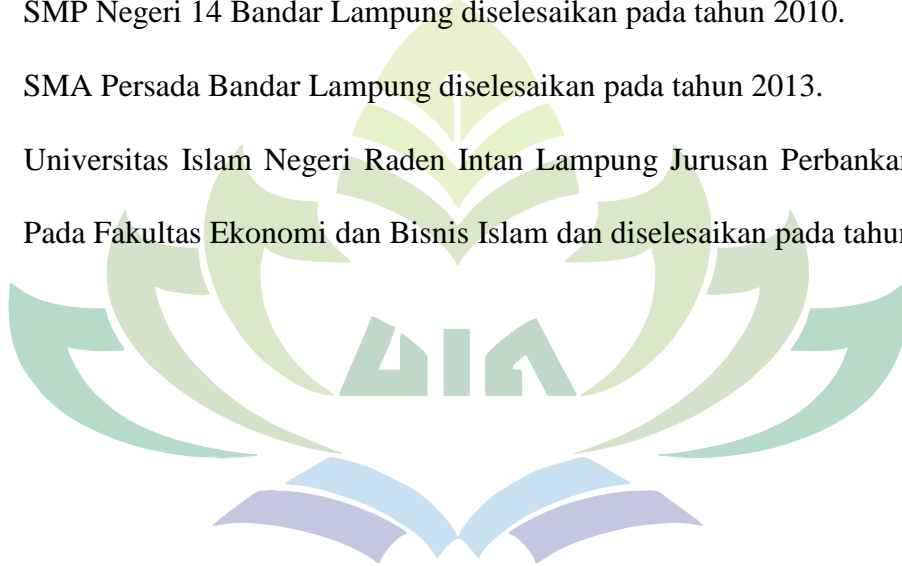 SMP Negeri 14 Bandar Lampung diselesaikan pada tahun 2010.
SMA Persada Bandar Lampung diselesaikan pada tahun 2013.
Universitas Islam Negeri Raden Intan Lampung Jurusan Perbankan
Pada Fakultas Ekonomi dan Bisnis Islam dan diselesaikan pada tahun
UIN